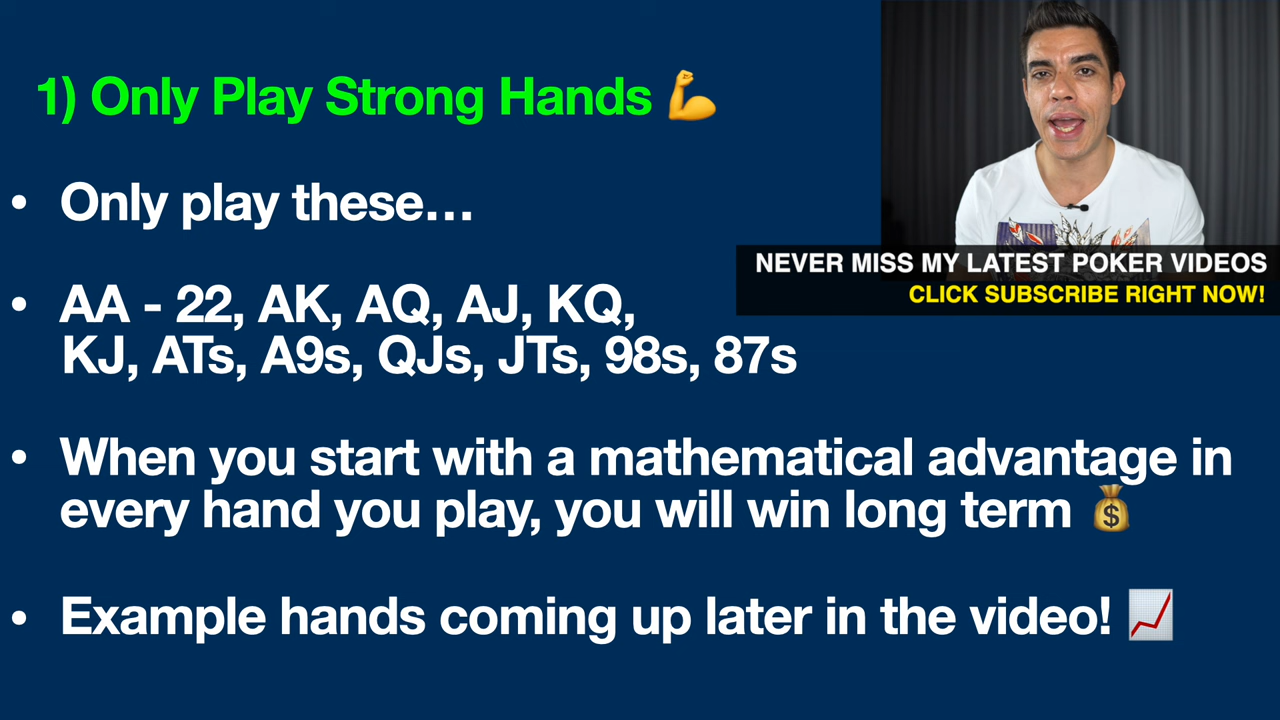 1) Only Play Strong Hands 💪
• Only play these…
• AA - 22, AK, AQ, AJ, KQ,
KJ, ATs, A9s, QJs, JTs, 98s, 87s
• When you start with a mathematical advantage in
every hand you play, you will win long term 💰
• Example hands coming up later in the video! 📈
NEVER MISS MY LATEST POKER VIDEOS
CLICK SUBSCRIBE RIGHT NOW!